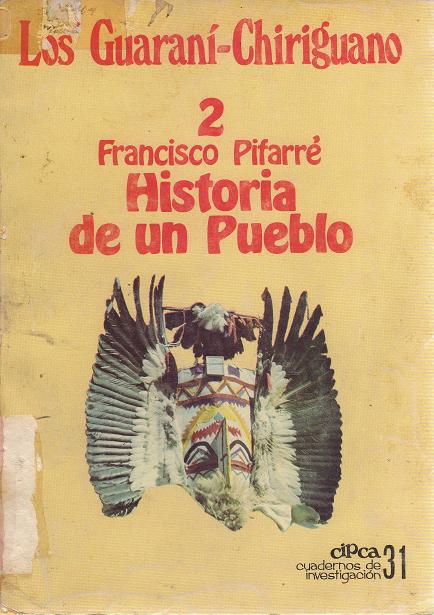 Los Guaraní-Chiriguano
2
Francisco Pifarré
Historia
de un Pueblo
cipca
cuadernos de
investigación 31